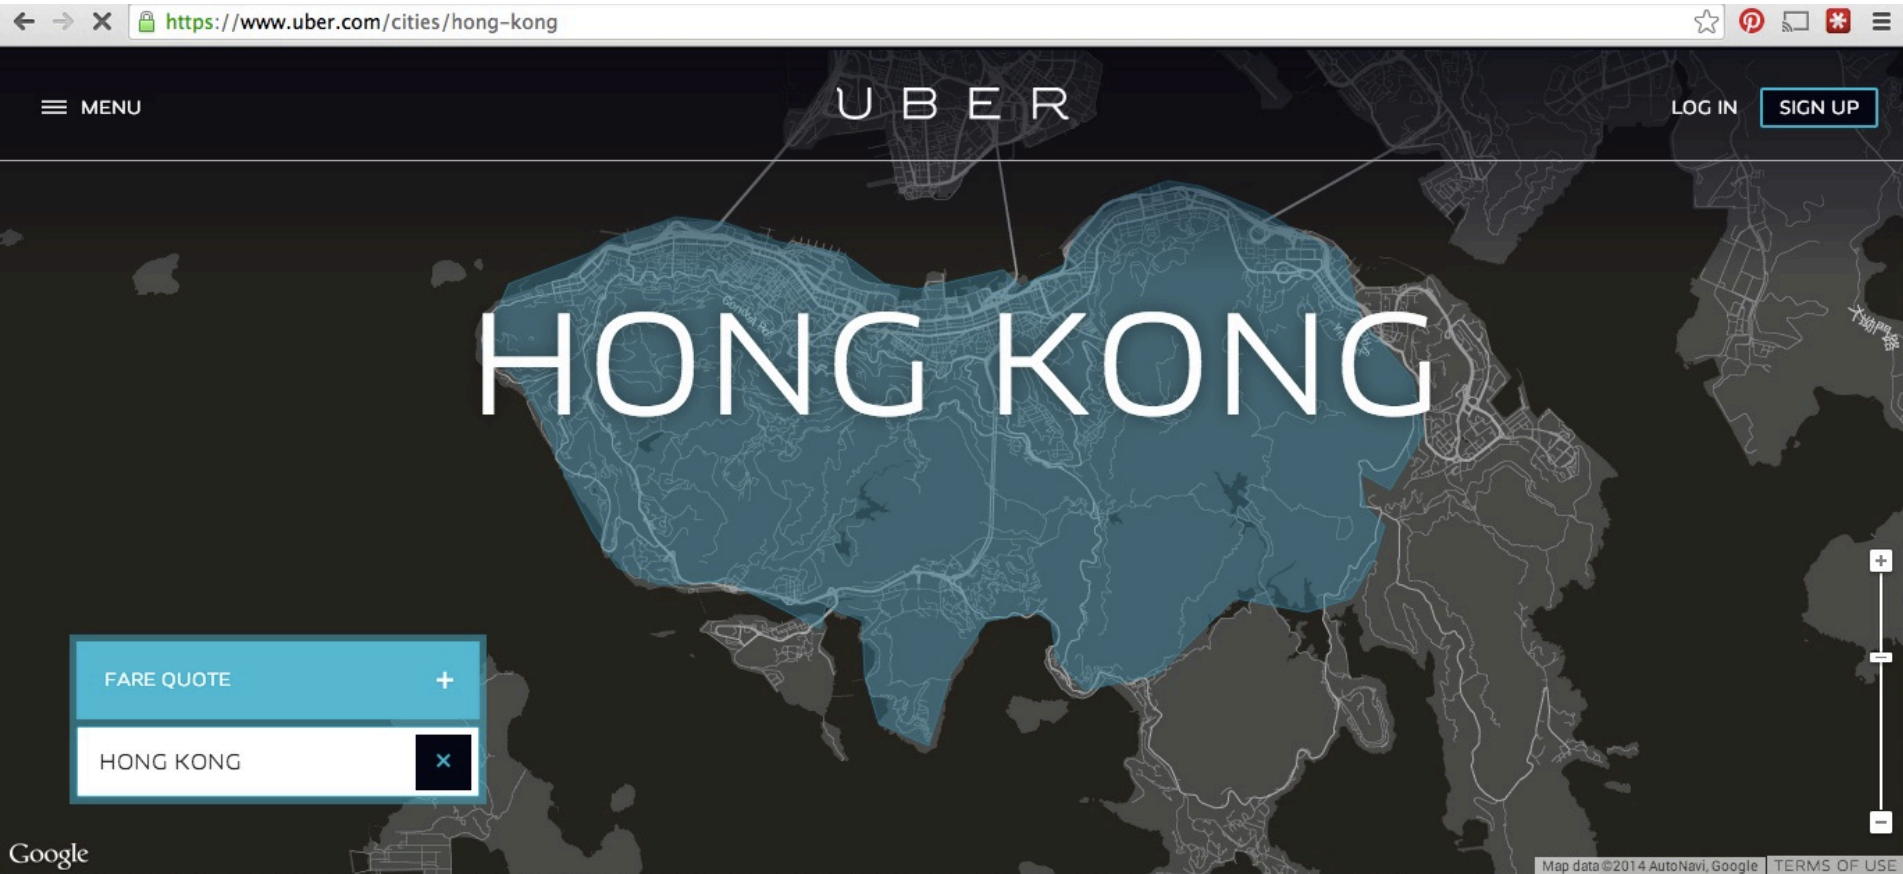 https://www.uber.com/cities/hong-kong
MENU
UBER
LOG IN
SIGN UP
HONG KONG
FARE QUOTE
HONG KONG
Google
Map data ©2014 AutoNavi, Google
TERMS OF USE